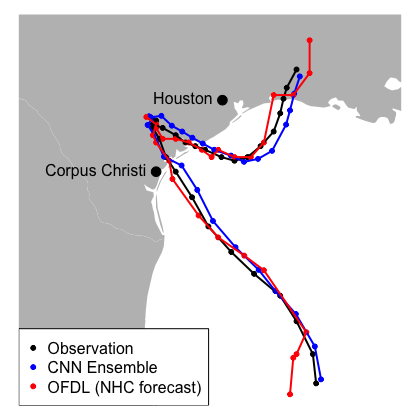 Houston
Corpus Christi
Observation
CNN Ensemble
OFDL (NHC forecast)